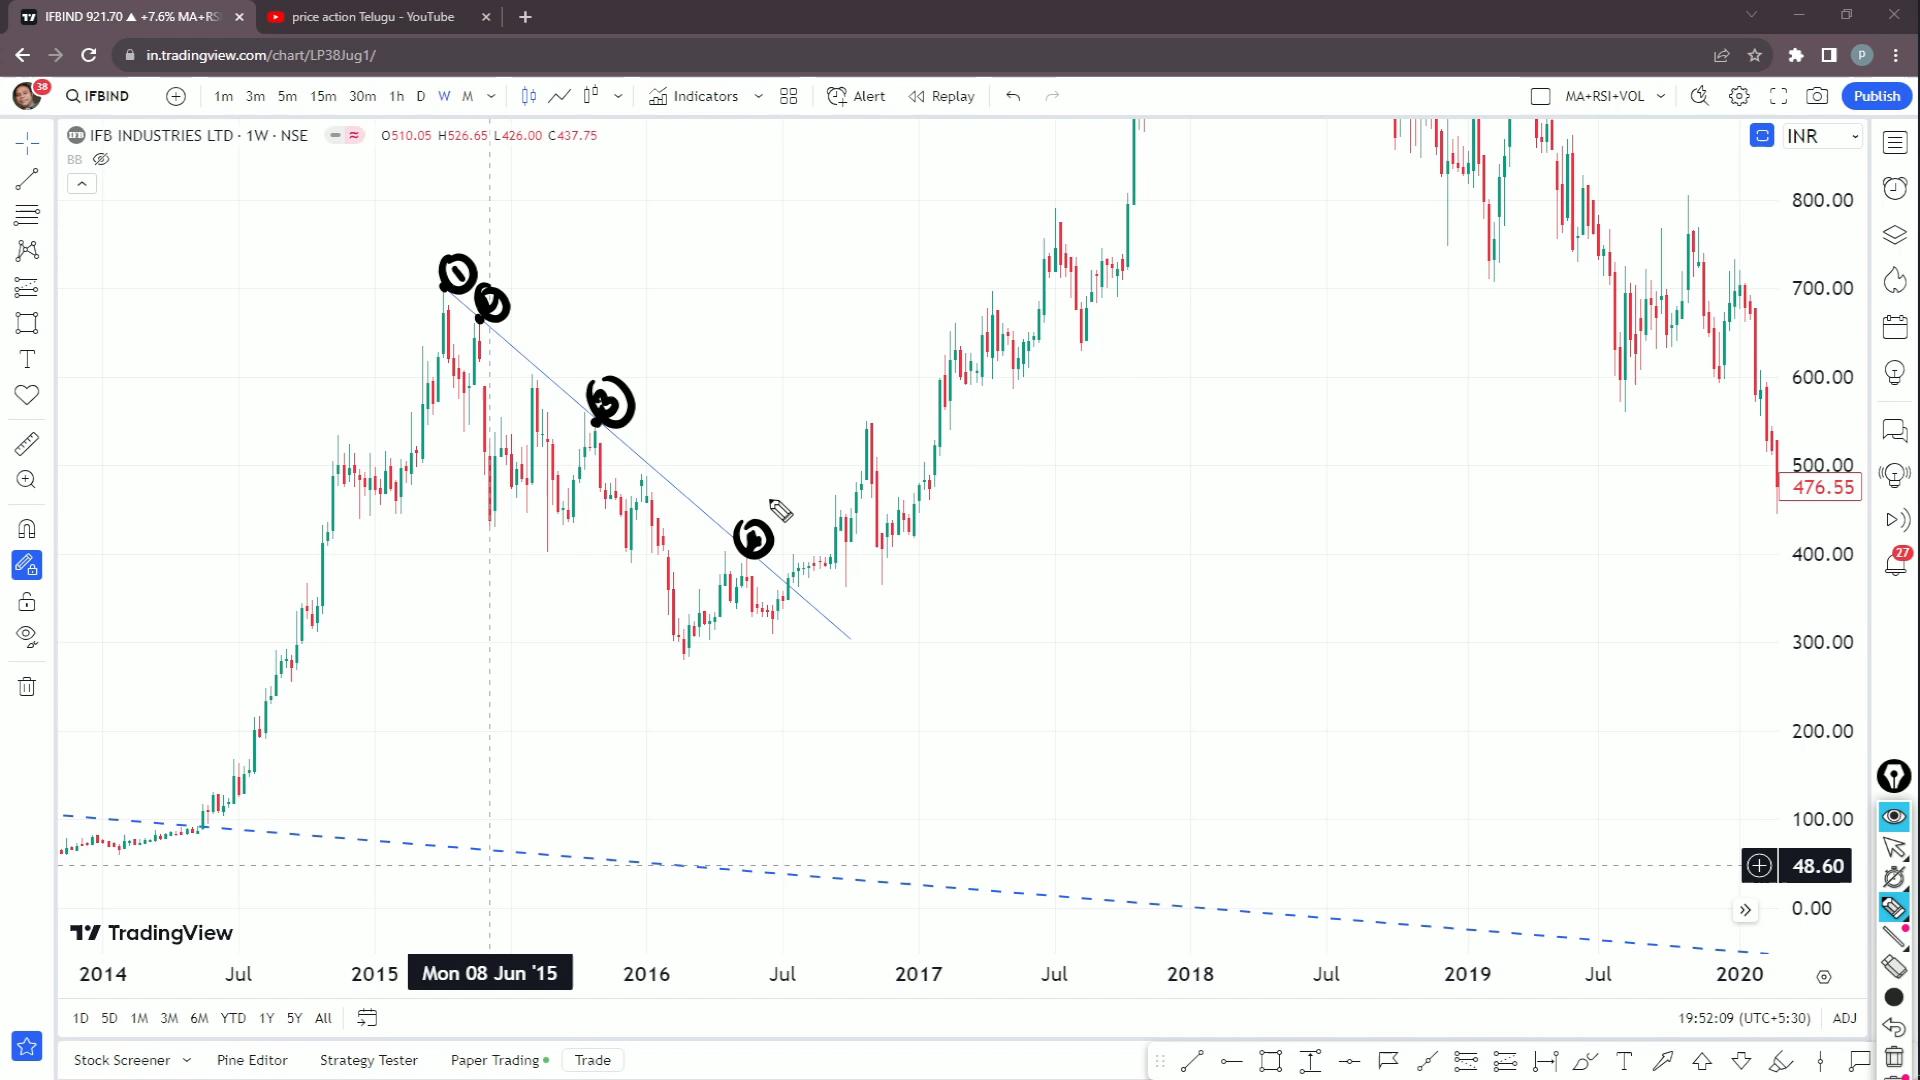 IFBIND 921.70 ▲ +7.6% MA+RS
price action Telugu - YouTube
in.tradingview.com/chart/LP38Jug1/
P
38
IFBIND
1m 3m 5m 15m 30m 1h D W M
Indicators
Alert
Replay
MA+RSI+VOL
Publish
IFB INDUSTRIES LTD · 1W · NSE
O510.05 H526.65 L426.00 C437.75
INR
BB
800.00
700.00
600.00
500.00
476.55
400.00
300.00
200.00
100.00
48.60
0.00
1
3
27
TradingView
2014 Jul 2015 Mon 08 Jun '15 2016 Jul 2017 Jul 2018 Jul 2019 Jul 2020
1D 5D 1M 3M 6M YTD 1Y 5Y All
19:52:09 (UTC+5:30) ADJ
Stock Screener Pine Editor Strategy Tester Paper Trading Trade